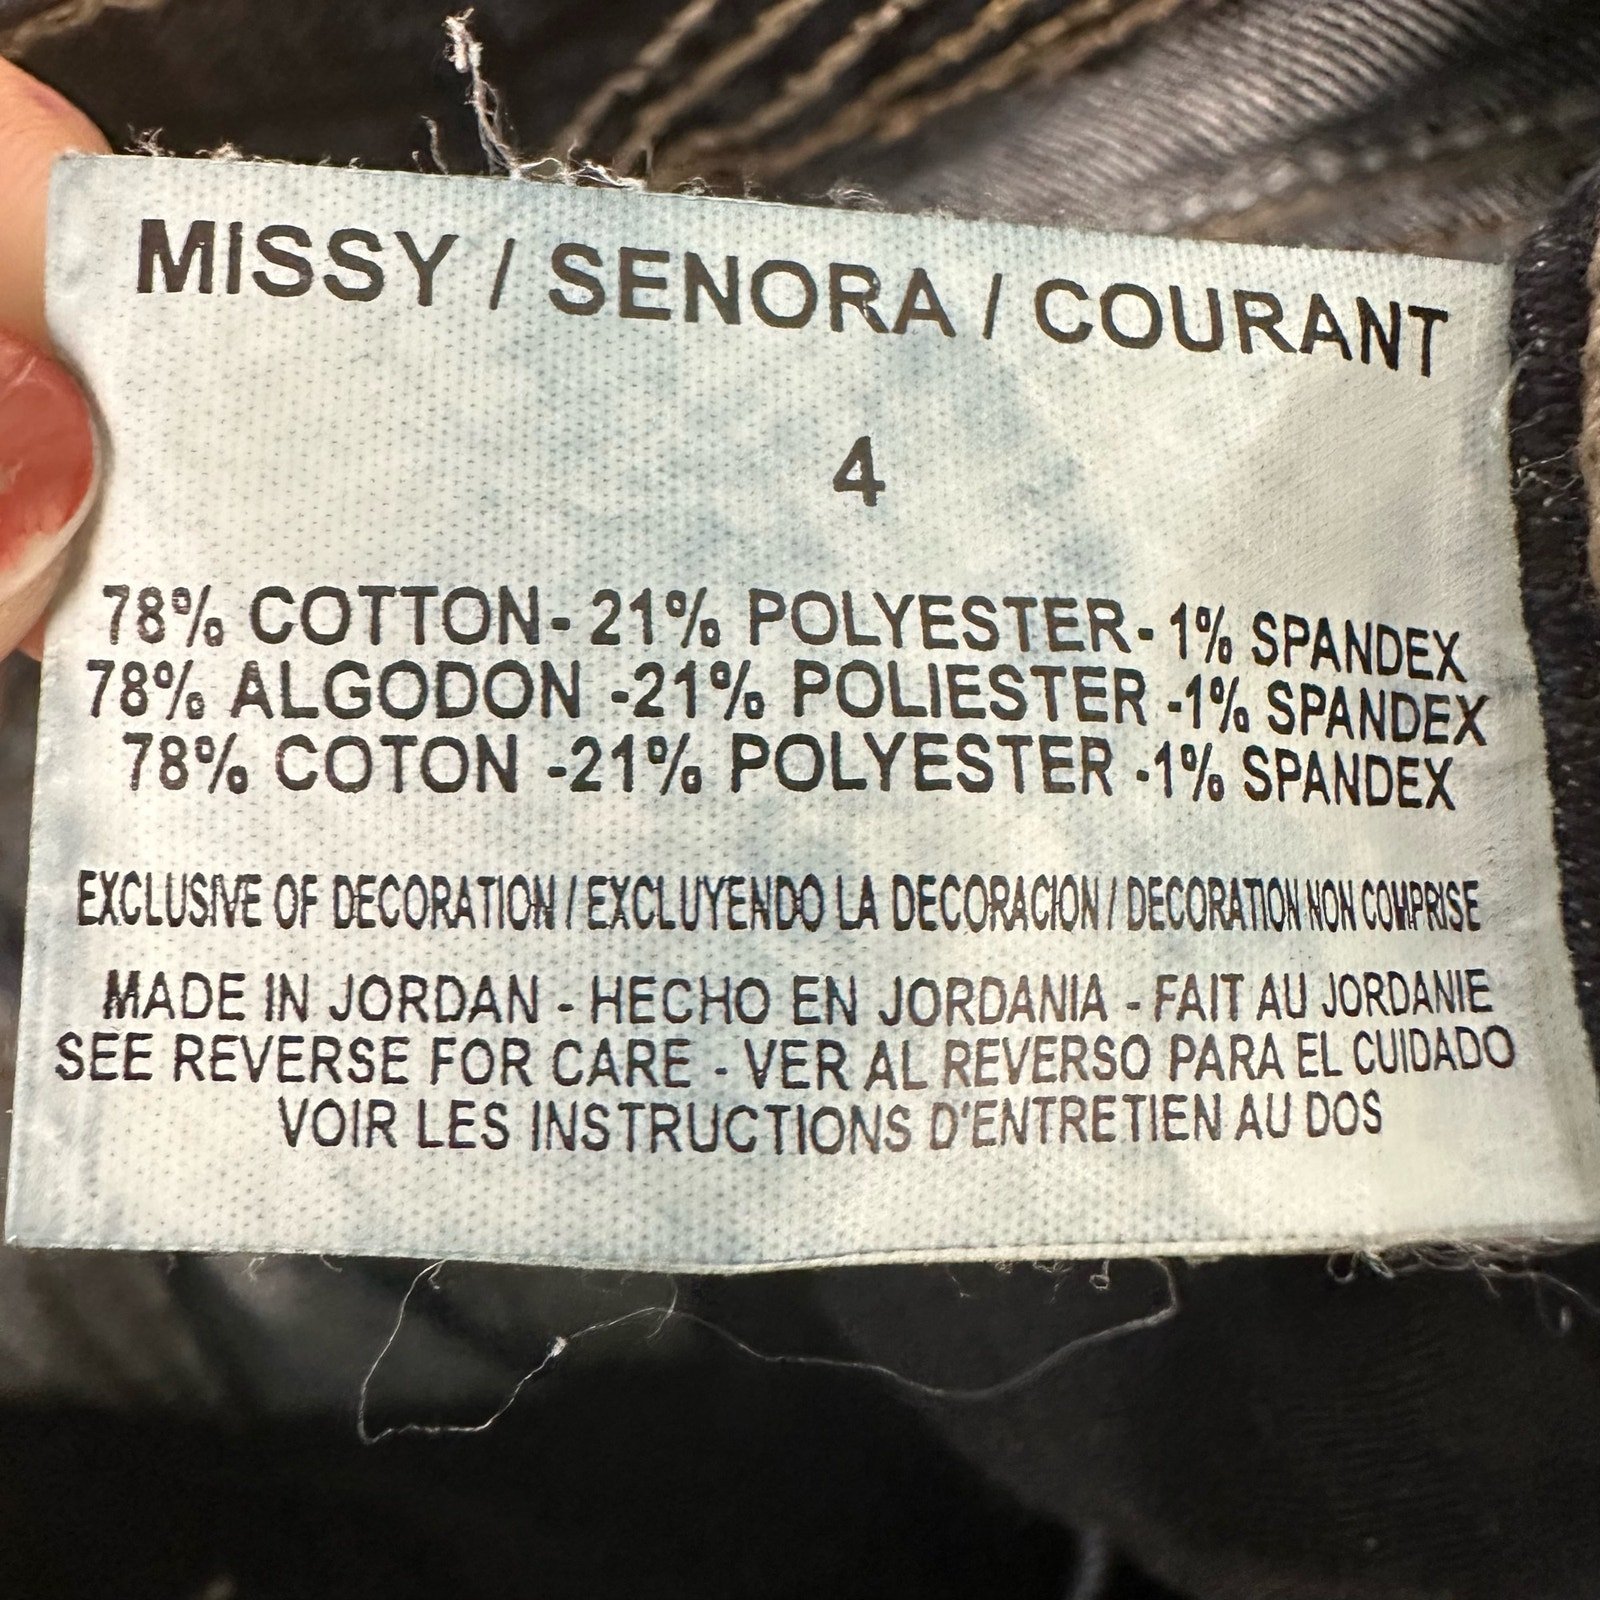 MISSY / SENORA / COURANT
4
78% COTTON- 21% POLYESTER- 1% SPANDEX
78% ALGODON -21% POLIESTER -1% SPANDEX
78% COTON -21% POLYESTER -1% SPANDEX
EXCLUSIVE OF DECORATION / EXCLUYENDO LA DECORACION / DECORATION NON COMPRISE
MADE IN JORDAN - HECHO EN JORDANIA - FAIT AU JORDANIE
SEE REVERSE FOR CARE - VER AL REVERSO PARA EL CUIDADO
VOIR LES INSTRUCTIONS D'ENTRETIEN AU DOS